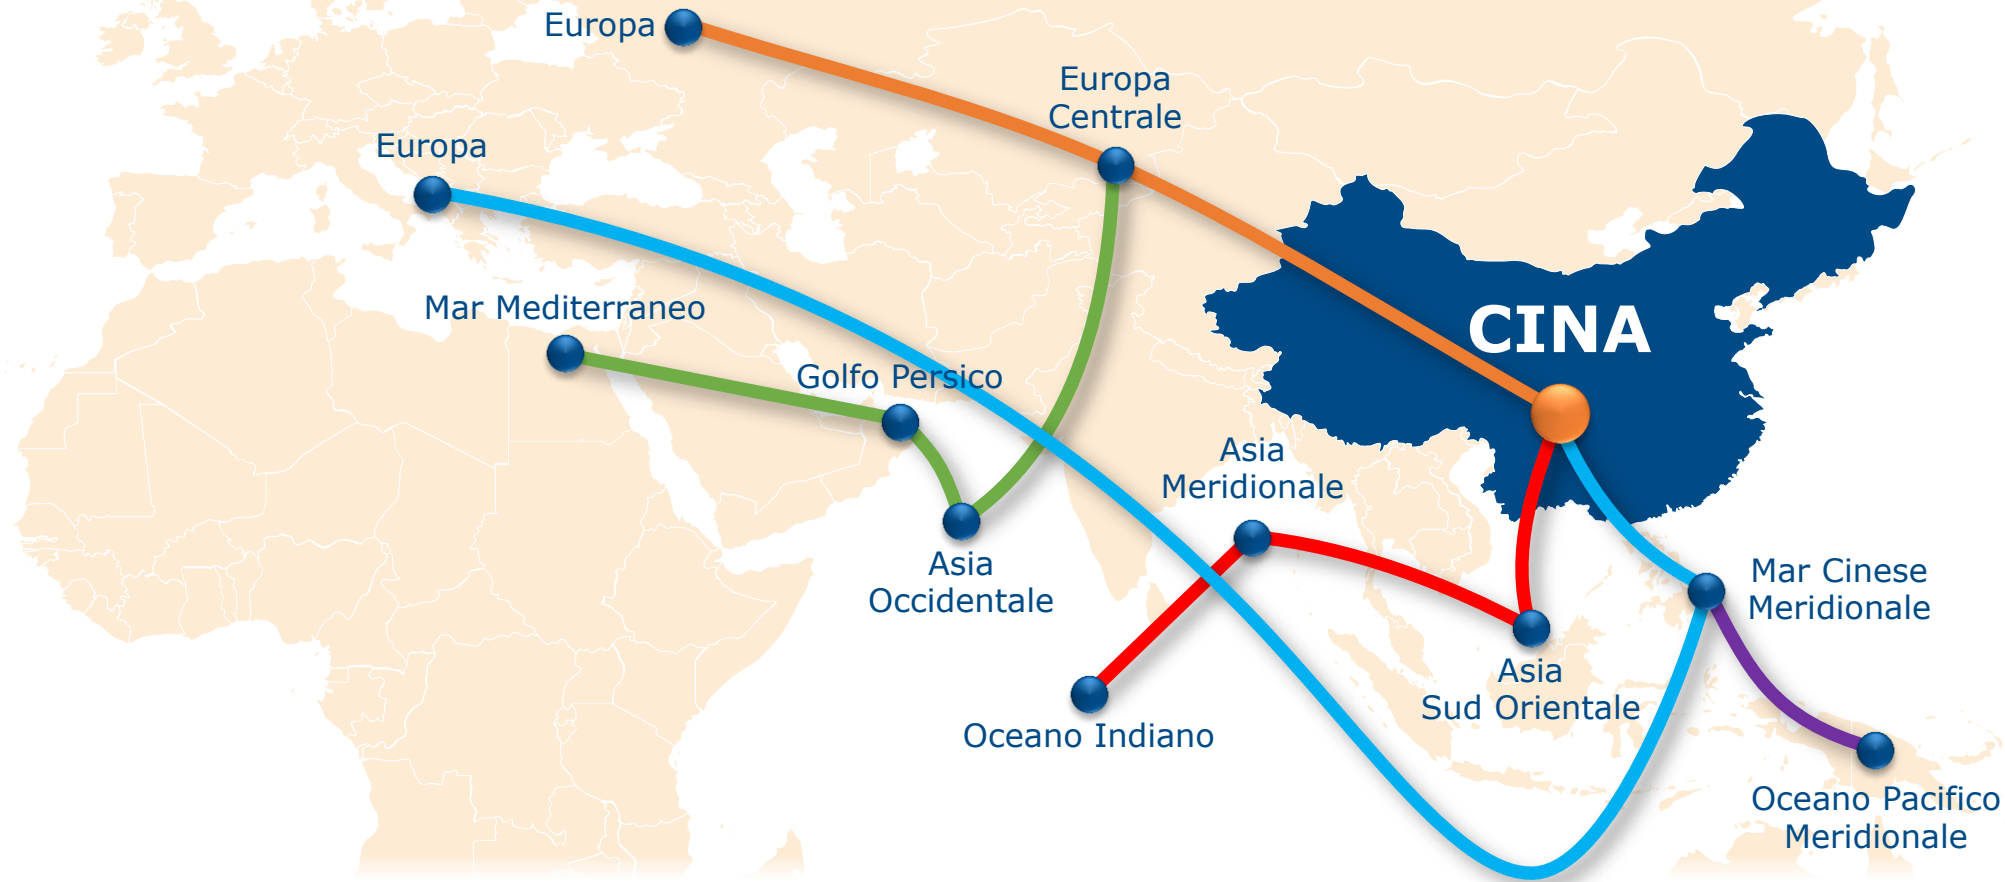 Europa
Europa
Centrale
Europa
Mar Mediterraneo
CINA
Golfo Persico
Asia
Meridionale
Asia
Occidentale
Mar Cinese
Meridionale
Asia
Sud Orientale
Oceano Indiano
Oceano Pacifico
Meridionale